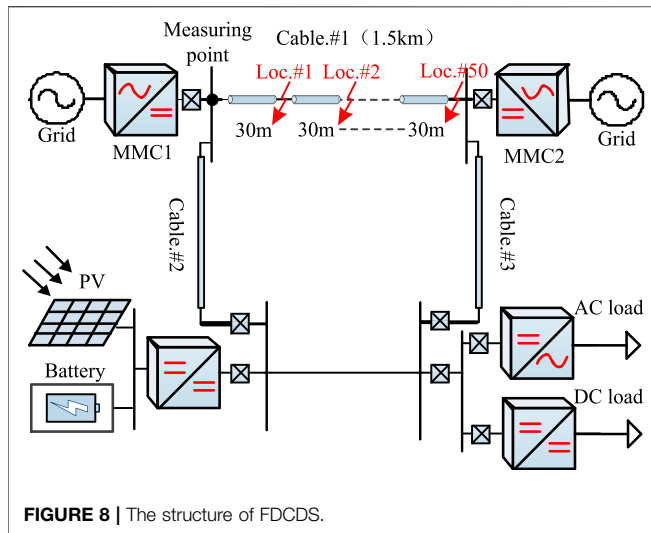 Cable.#1（1.5km）
Measuring
point
Loc.#1
Loc.#2
Loc.#50
Grid
MMC1
30m
30m
30m
MMC2
Grid
Cable.#2
Cable.#3
PV
Battery
AC load
DC load
FIGURE 8 | The structure of FDCDS.